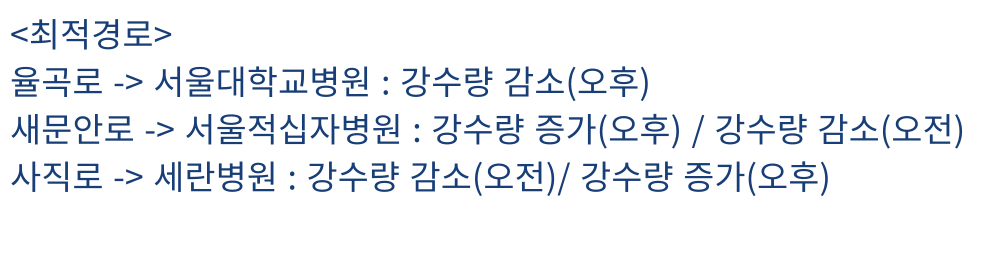 <최적경로>
율곡로 -> 서울대학교병원 : 강수량 감소(오후)
새문안로 -> 서울적십자병원 : 강수량 증가(오후) / 강수량 감소(오전)
사직로 -> 세란병원 : 강수량 감소(오전)/ 강수량 증가(오후)